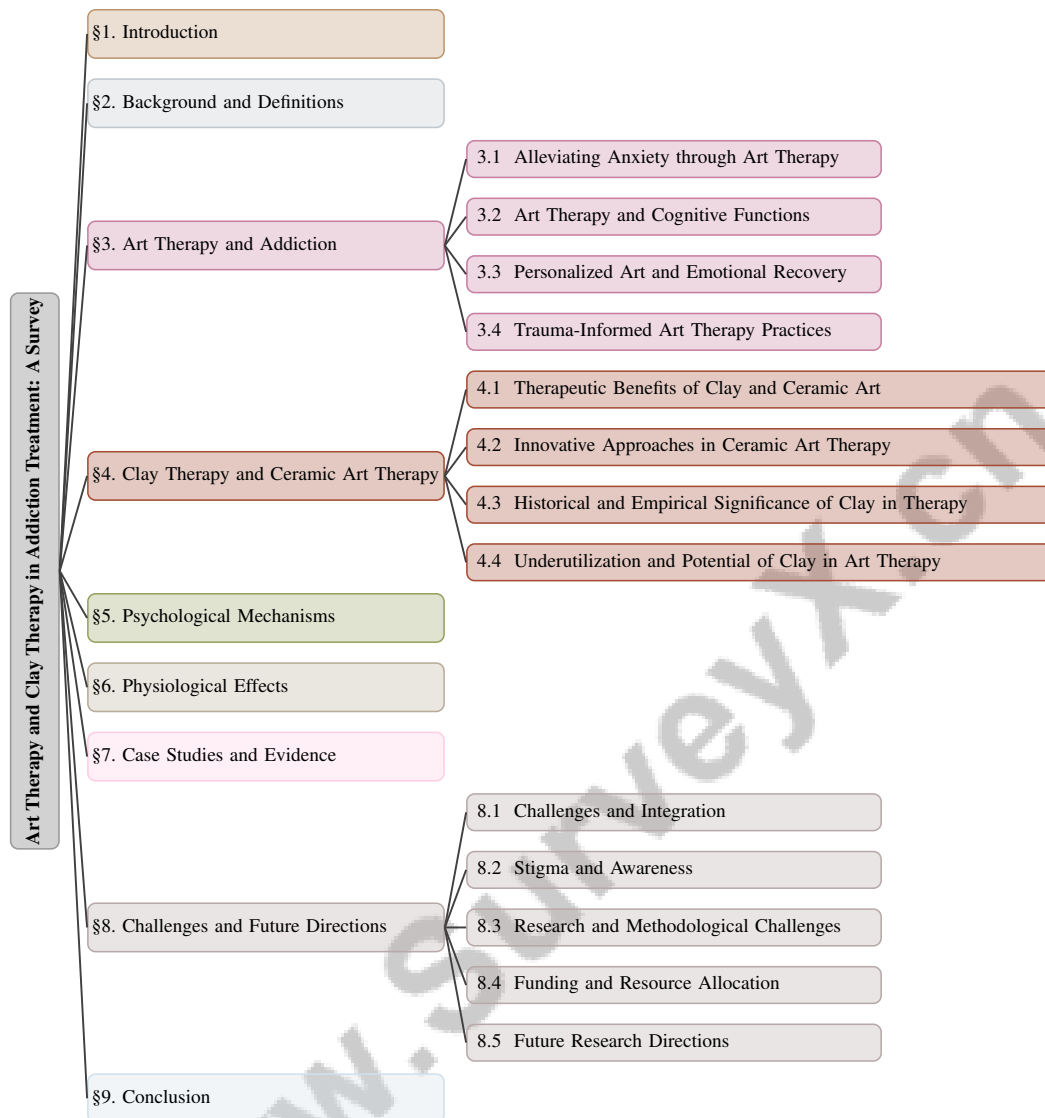 Art Therapy and Clay Therapy in Addiction Treatment: A Survey
§1. Introduction
§2. Background and Definitions
§3. Art Therapy and Addiction
3.1 Alleviating Anxiety through Art Therapy
3.2 Art Therapy and Cognitive Functions
3.3 Personalized Art and Emotional Recovery
3.4 Trauma-Informed Art Therapy Practices
§4. Clay Therapy and Ceramic Art Therapy
4.1 Therapeutic Benefits of Clay and Ceramic Art
4.2 Innovative Approaches in Ceramic Art Therapy
4.3 Historical and Empirical Significance of Clay in Therapy
4.4 Underutilization and Potential of Clay in Art Therapy
§5. Psychological Mechanisms
§6. Physiological Effects
§7. Case Studies and Evidence
§8. Challenges and Future Directions
8.1 Challenges and Integration
8.2 Stigma and Awareness
8.3 Research and Methodological Challenges
8.4 Funding and Resource Allocation
8.5 Future Research Directions
§9. Conclusion
www.SurveyX.cn